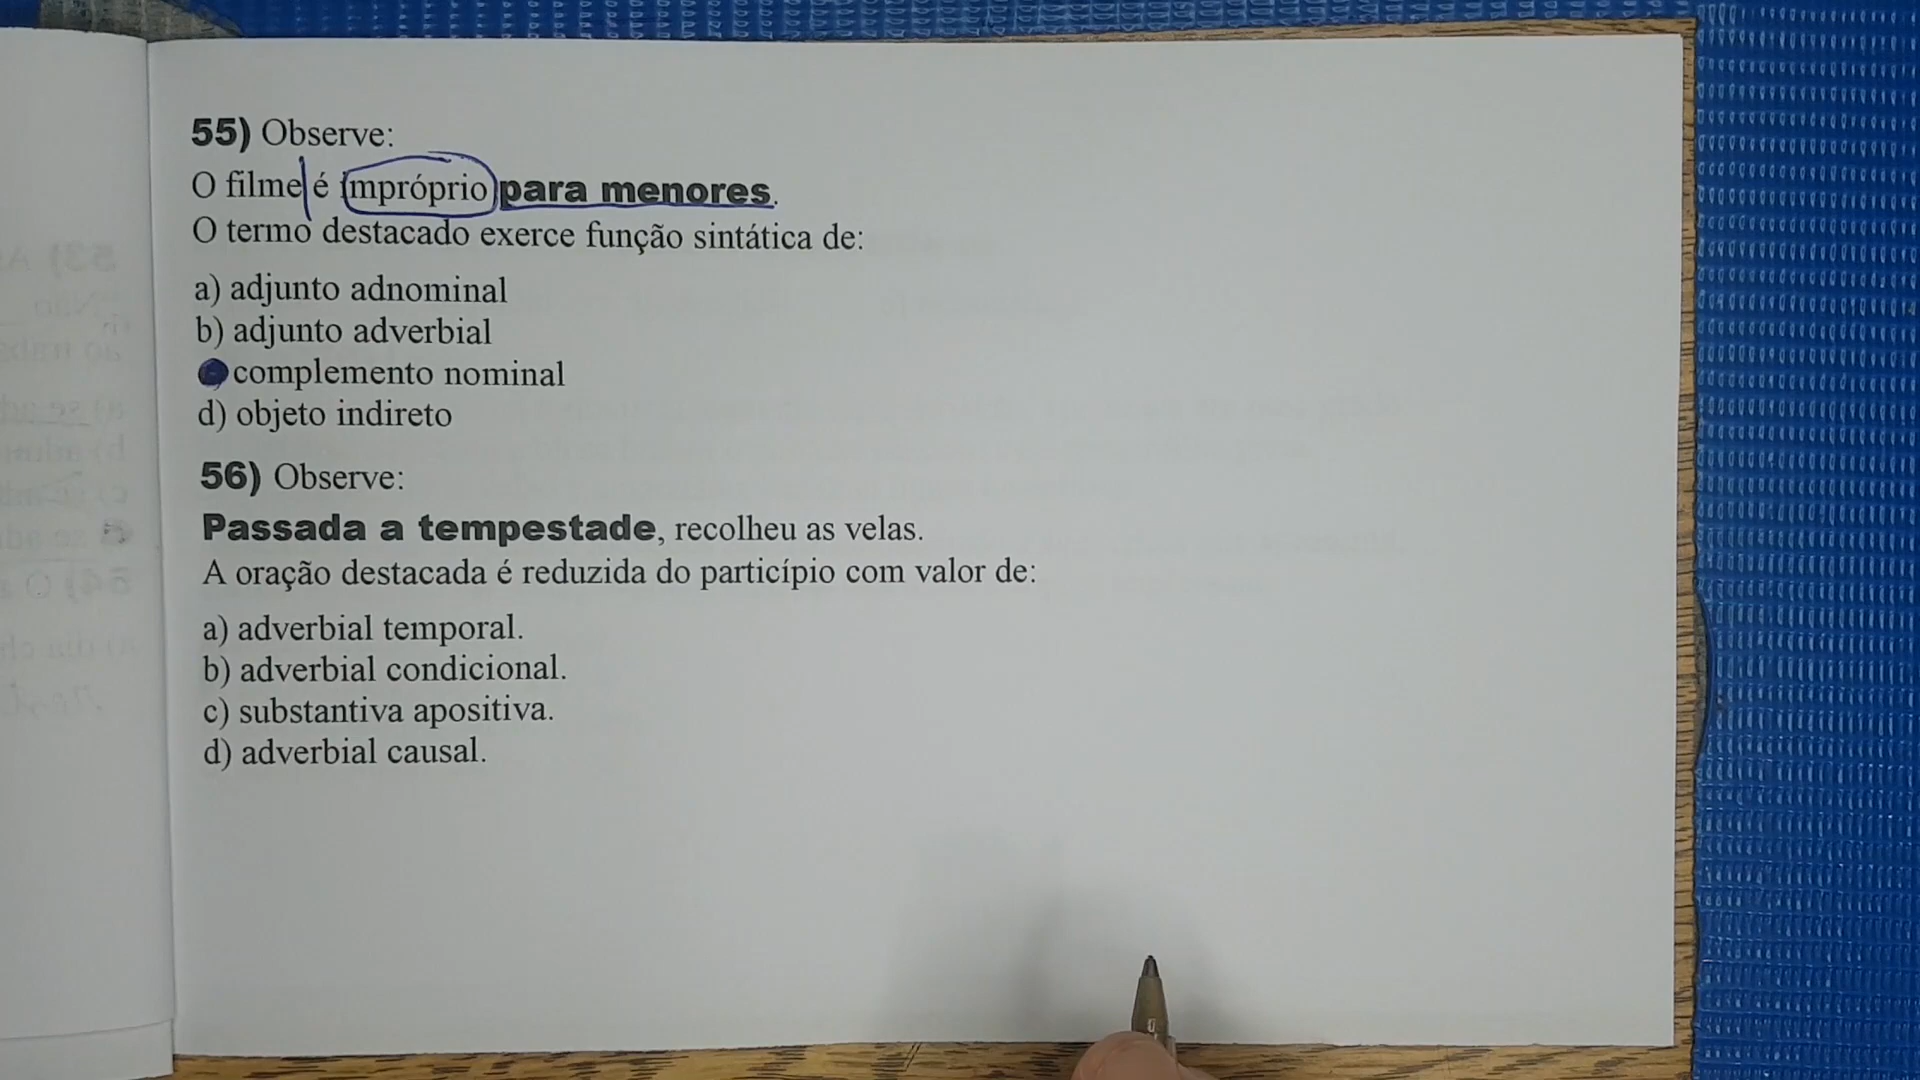 55) Observe:
O filme é impróprio para menores.
O termo destacado exerce função sintática de:
a) adjunto adnominal
b) adjunto adverbial
complemento nominal
d) objeto indireto
56) Observe:
Passada a tempestade, recolheu as velas.
A oração destacada é reduzida do particípio com valor de:
a) adverbial temporal.
b) adverbial condicional.
c) substantiva apositiva.
d) adverbial causal.